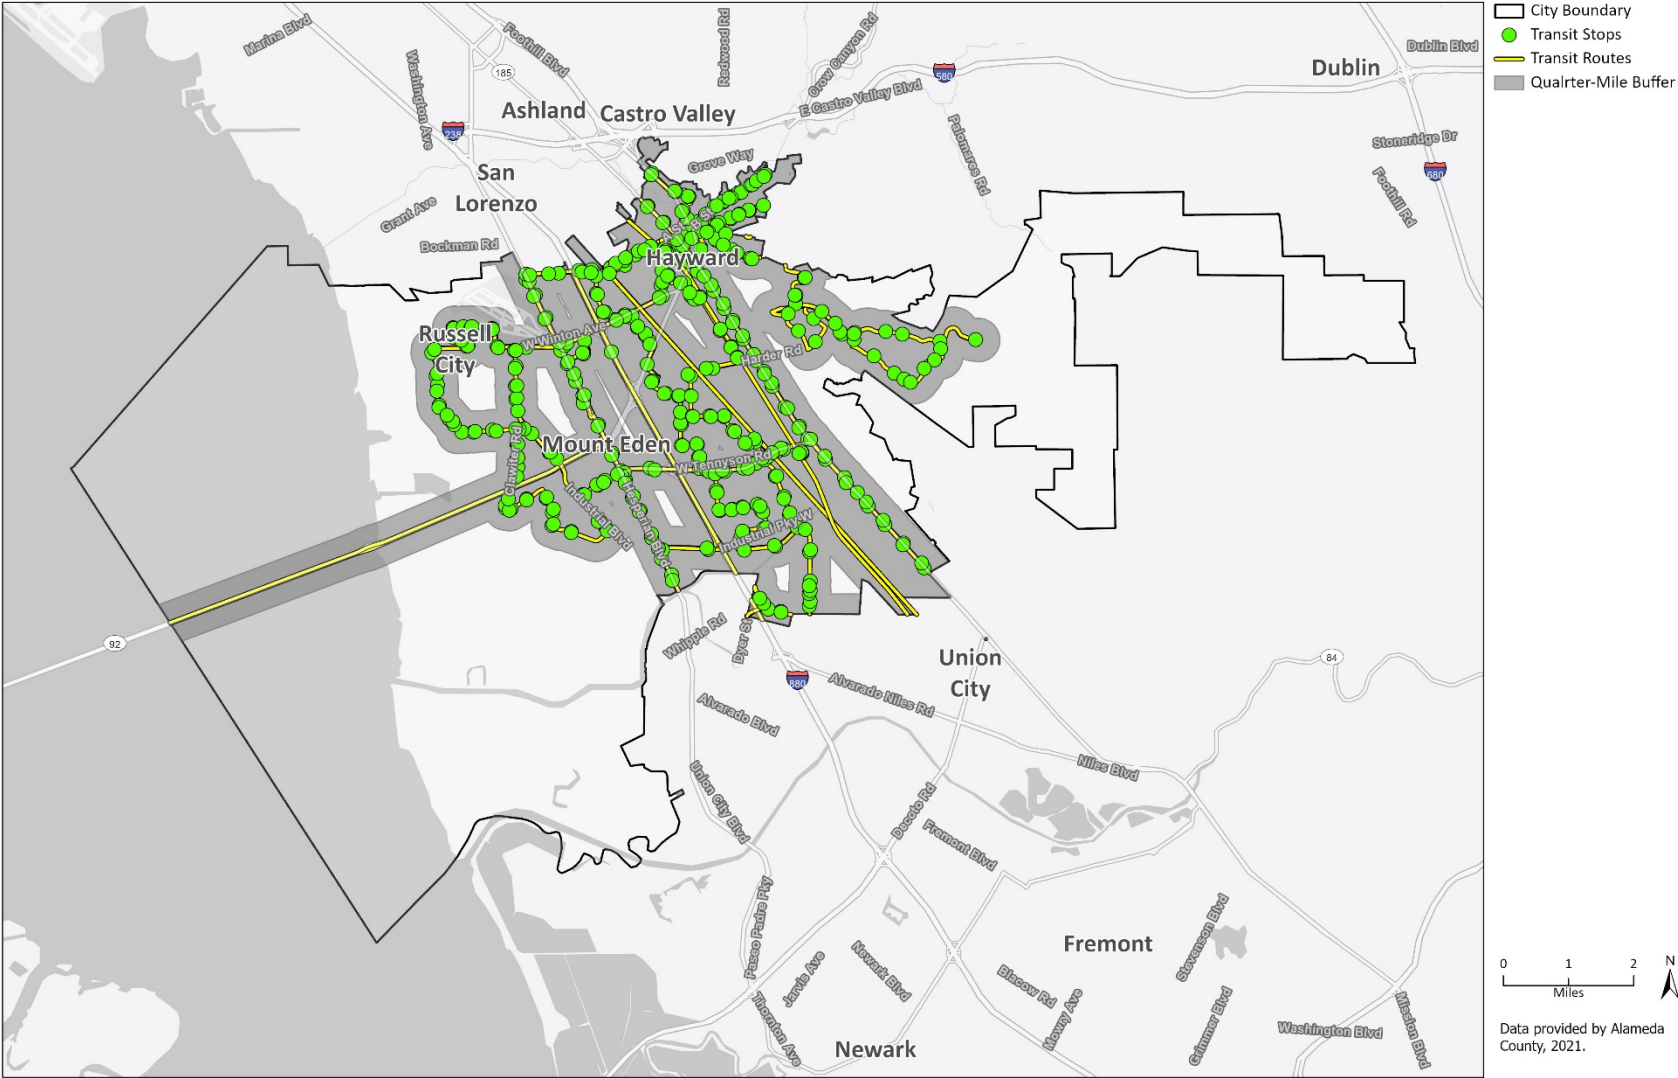 City Boundary
Transit Stops
Transit Routes
Qualrter-Mile Buffer
Marina Blvd
Foothill Blvd
Redwood Rd
Crow Canyon Rd
Dublin Blvd
Washington Ave
185
580
Dublin
E Castro Valley Blvd
Ashland
Castro Valley
238
Palomares Rd
Stoneridge Dr
680
Foothill Rd
Grove Way
San
Lorenzo
Grant Ave
A St
B St
Bockman Rd
Hayward
Russell
City
W Winton Ave
Harder Rd
Mount Eden
Clawiter Rd
W Tennyson Rd
Industrial Blvd
Hesperian Blvd
Industrial Pky W
92
Whipple Rd
Dyer St
Union
City
84
880
Alvarado Niles Rd
Alvarado Blvd
Niles Blvd
Union City Blvd
Decoto Rd
Fremont Blvd
Paseo Padre Pky
Fremont
Stevenson Blvd
Jarvis Ave
Newark Blvd
Blacow Rd
Mowry Ave
Grimmer Blvd
Washington Blvd
Mission Blvd
Thornton Ave
Newark
0 1 2
Miles
N
Data provided by Alameda
County, 2021.